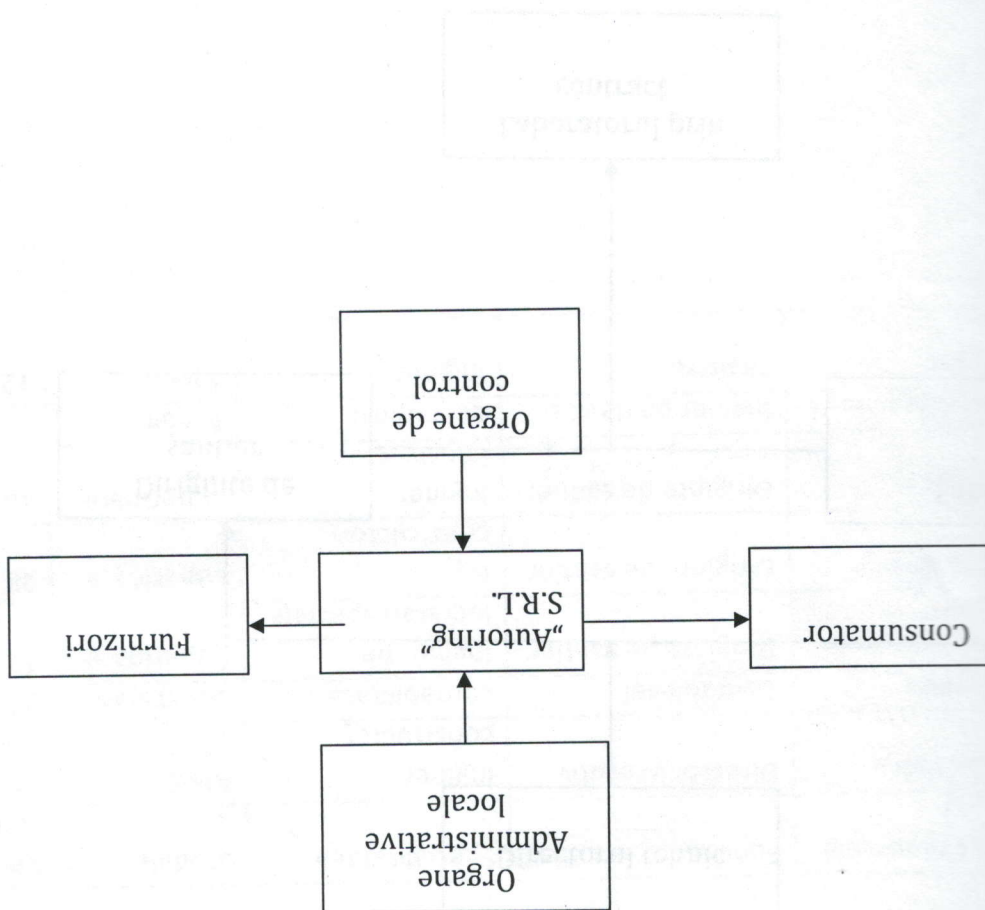 Organe
Administrative
locale
Consumator
„Autoring”
S.R.L.
Furnizori
Organe de
control